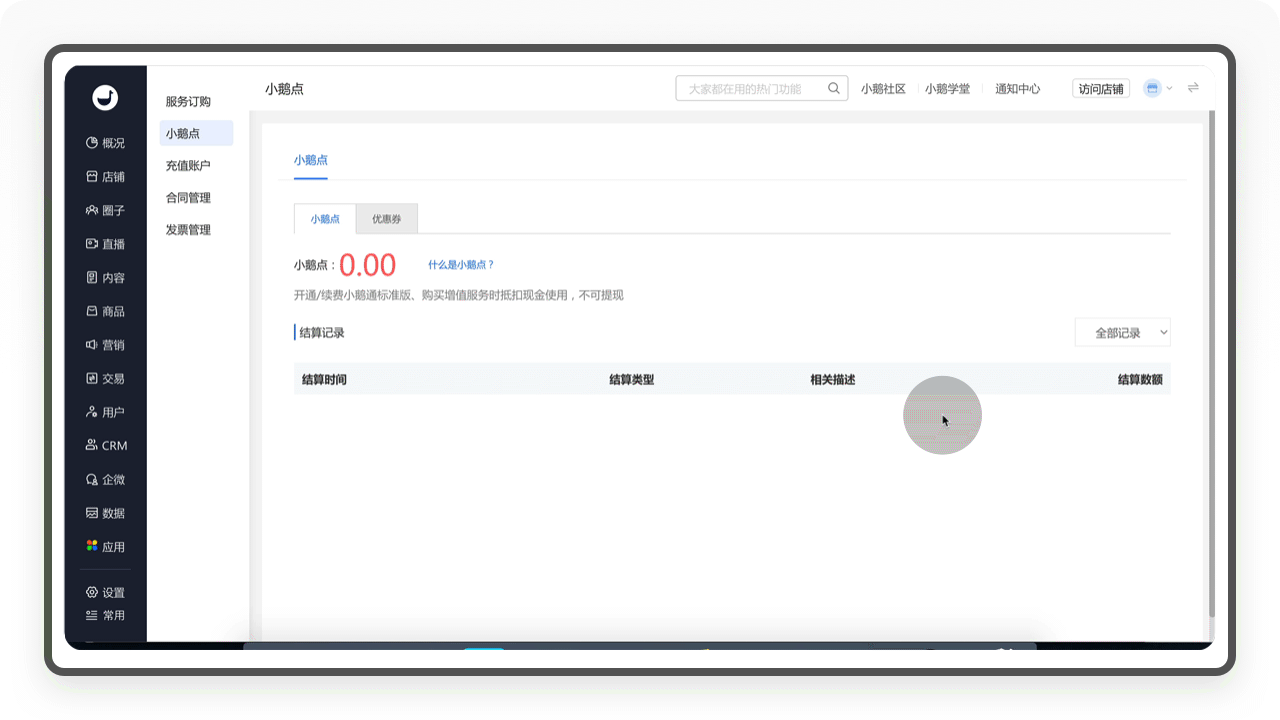 小鹅点
大家都在用的热门功能
小鹅社区
小鹅学堂
通知中心
访问店铺
概况
店铺
圈子
直播
内容
商品
营销
交易
用户
CRM
企微
数据
应用
设置
常用
服务订购
小鹅点
充值账户
合同管理
发票管理
小鹅点
小鹅点
优惠券
小鹅点：0.00 什么是小鹅点？
开通/续费小鹅通标准版、购买增值服务时抵扣现金使用，不可提现
结算记录
全部记录
结算时间 结算类型 相关描述 结算数额